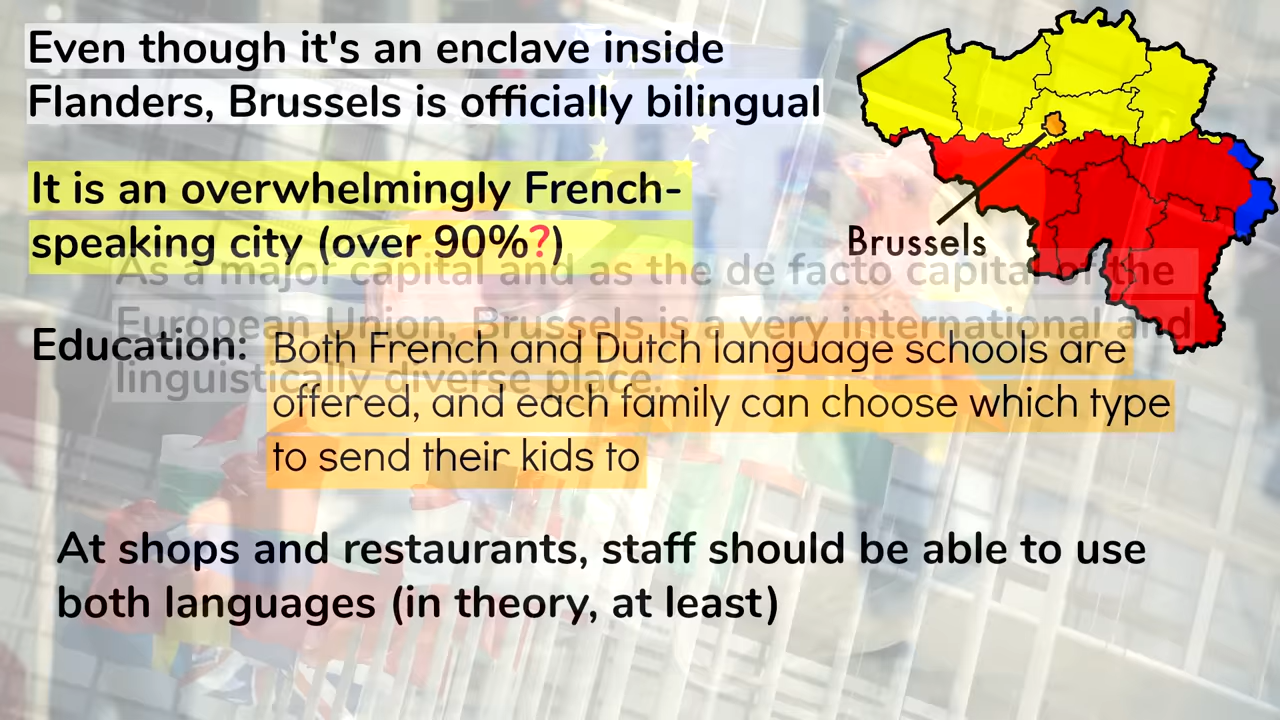 Even though it's an enclave inside
Flanders, Brussels is officially bilingual
It is an overwhelmingly French-
speaking city (over 90%?)
Brussels
As a major capital and as the de facto capital of the
European Union, Brussels is a very international and
linguistically diverse place.
Education:
Both French and Dutch language schools are
offered, and each family can choose which type
to send their kids to
At shops and restaurants, staff should be able to use
both languages (in theory, at least)